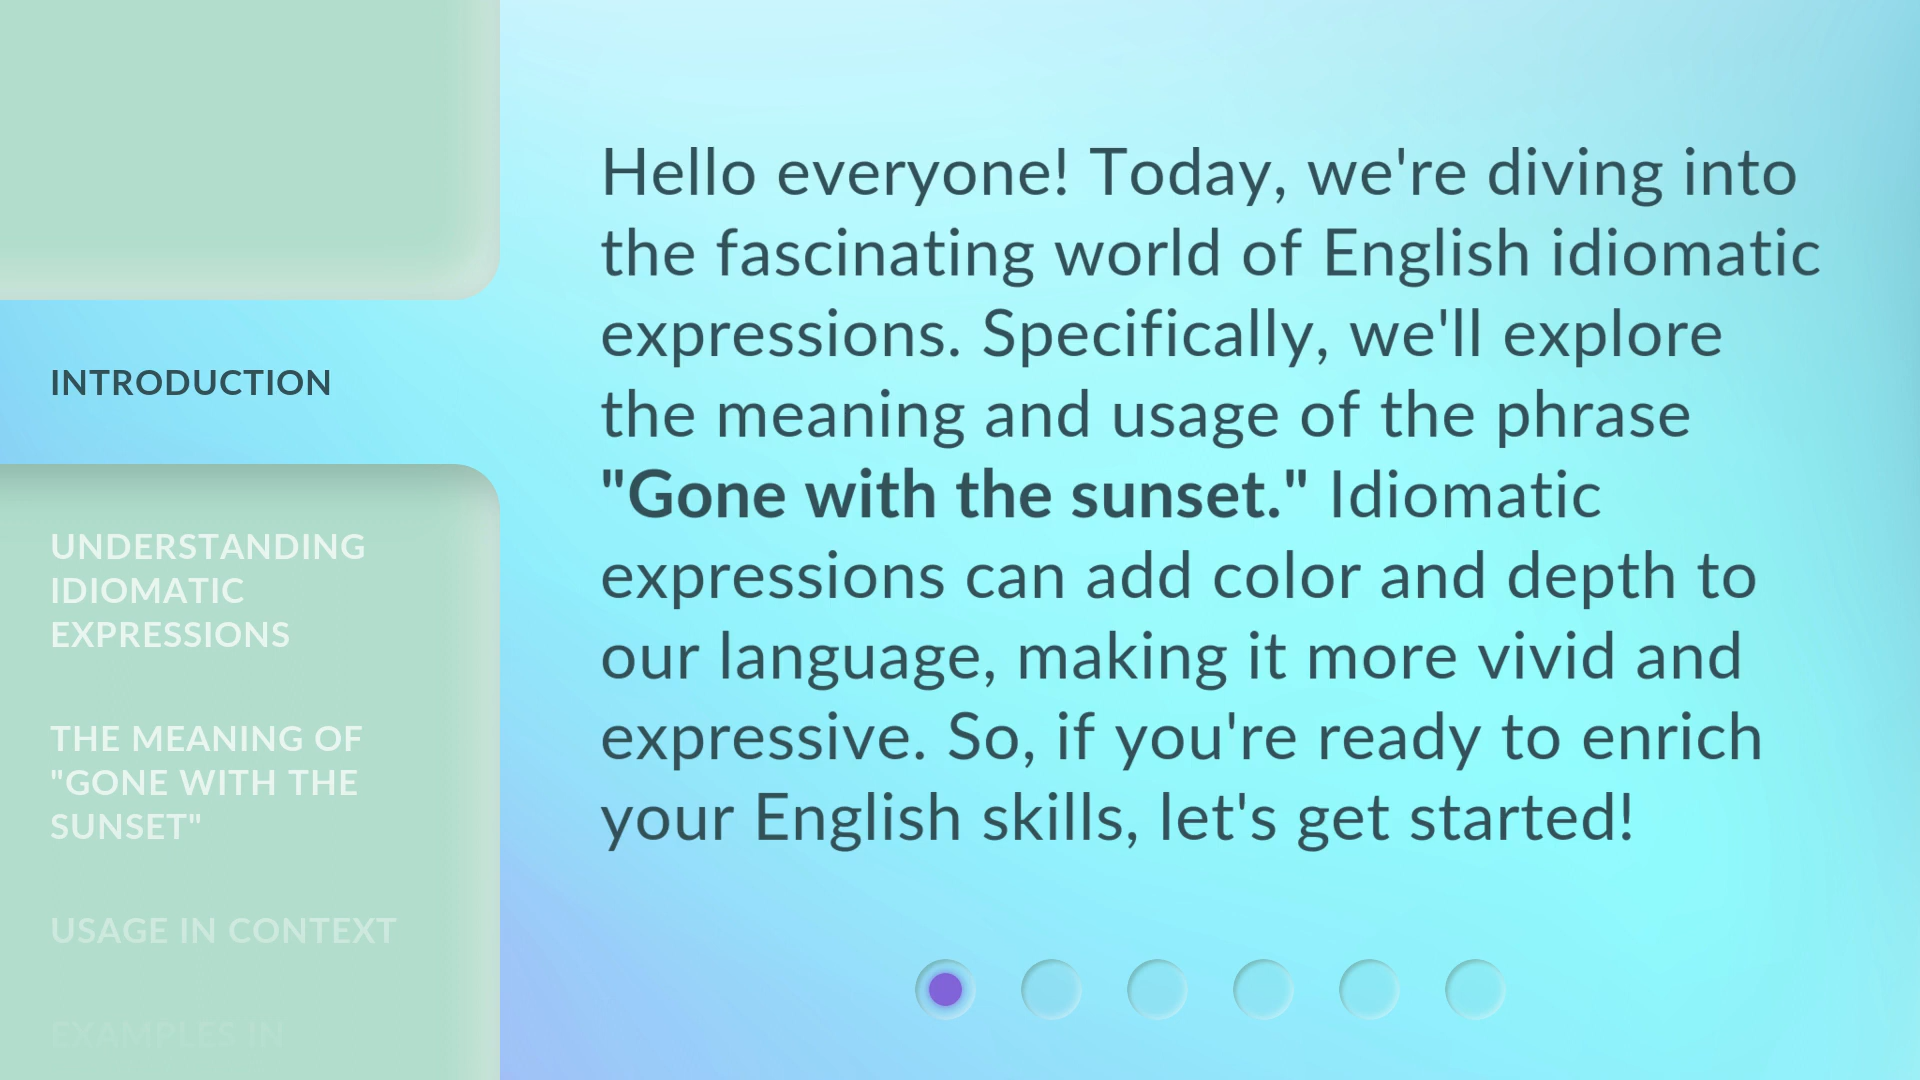 INTRODUCTION
UNDERSTANDING
IDIOMATIC
EXPRESSIONS
THE MEANING OF
"GONE WITH THE
SUNSET"
USAGE IN CONTEXT
EXAMPLES IN
Hello everyone! Today, we're diving into
the fascinating world of English idiomatic
expressions. Specifically, we'll explore
the meaning and usage of the phrase
"Gone with the sunset." Idiomatic
expressions can add color and depth to
our language, making it more vivid and
expressive. So, if you're ready to enrich
your English skills, let's get started!